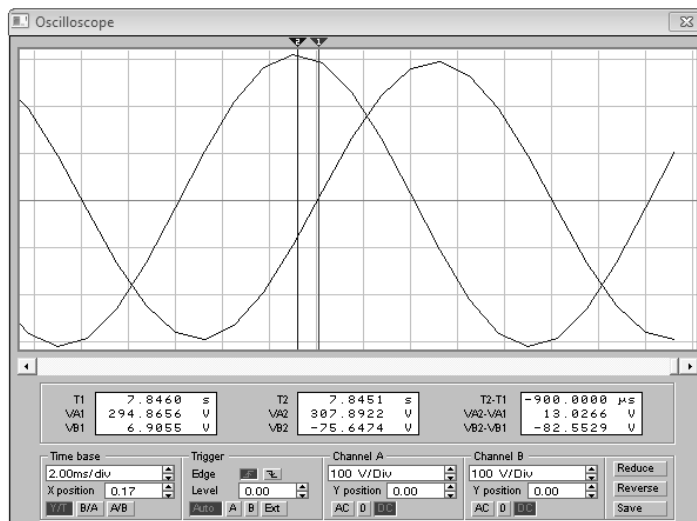 Oscilloscope
2 1
T1 7.8460 s T2 7.8451 s T2-T1 -900.0000 µs
VA1 294.8656 V VA2 307.8922 V VA2-VA1 13.0266 V
VB1 6.9055 V VB2 -75.6474 V VB2-VB1 -82.5529 V
Time base Trigger Channel A Channel B
2.00ms/div Edge 100 V/Div 100 V/Div Reduce
X position 0.17 Level 0.00 Y position 0.00 Y position 0.00 Reverse
Y/T B/A A/B Auto A B Ext AC 0 DC AC 0 DC Save